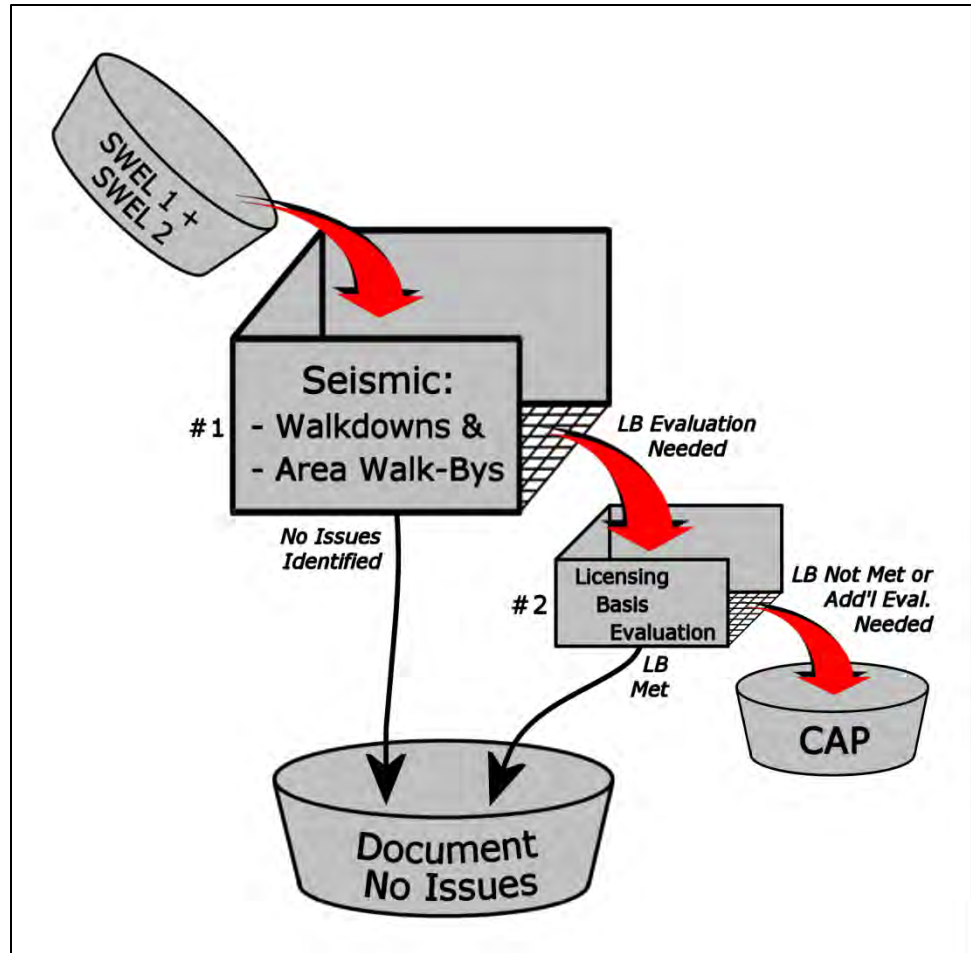 SWEL 1 +
SWEL 2
Seismic:
#1
- Walkdowns &
- Area Walk-Bys
LB Evaluation
Needed
No Issues
Identified
#2
Licensing
Basis
Evaluation
LB Not Met or
Add'l Eval.
Needed
LB
Met
CAP
Document
No Issues